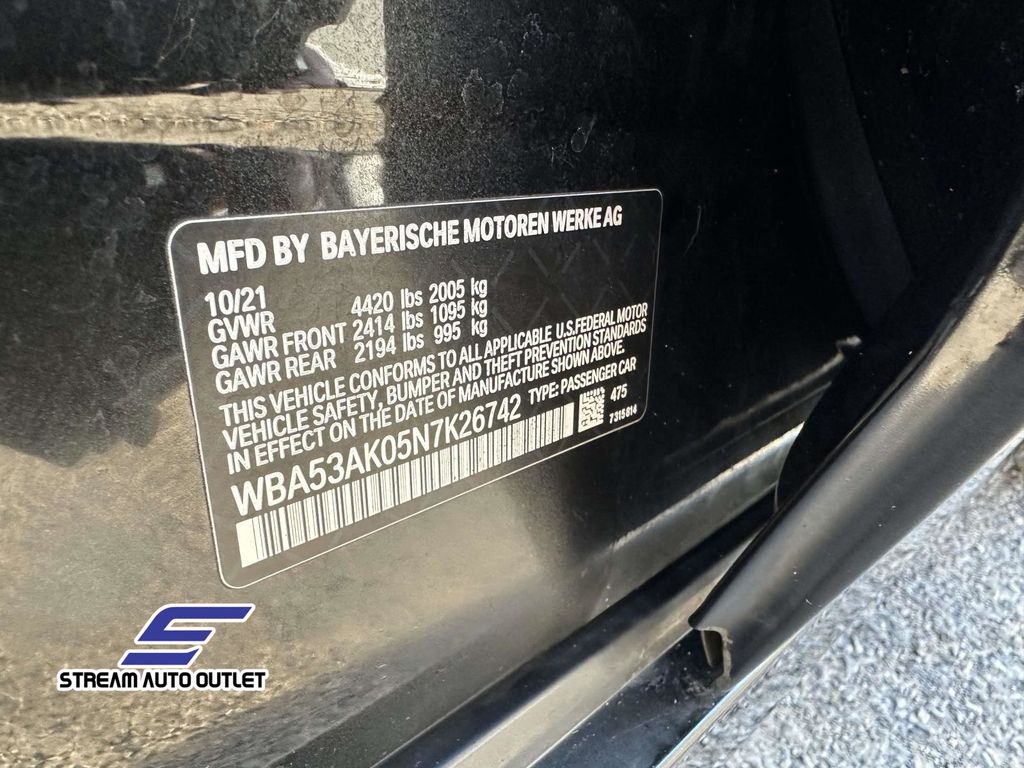 MFD BY BAYERISCHE MOTOREN WERKE AG
10/21
GVWR 4420 lbs 2005 kg
GAWR FRONT 2414 lbs 1095 kg
GAWR REAR 2194 lbs 995 kg
THIS VEHICLE CONFORMS TO ALL APPLICABLE U.S.FEDERAL MOTOR
VEHICLE SAFETY, BUMPER AND THEFT PREVENTION STANDARDS
IN EFFECT ON THE DATE OF MANUFACTURE SHOWN ABOVE.
WBA53AK05N7K26742 TYPE: PASSENGER CAR
475
7315814
STREAM AUTO OUTLET